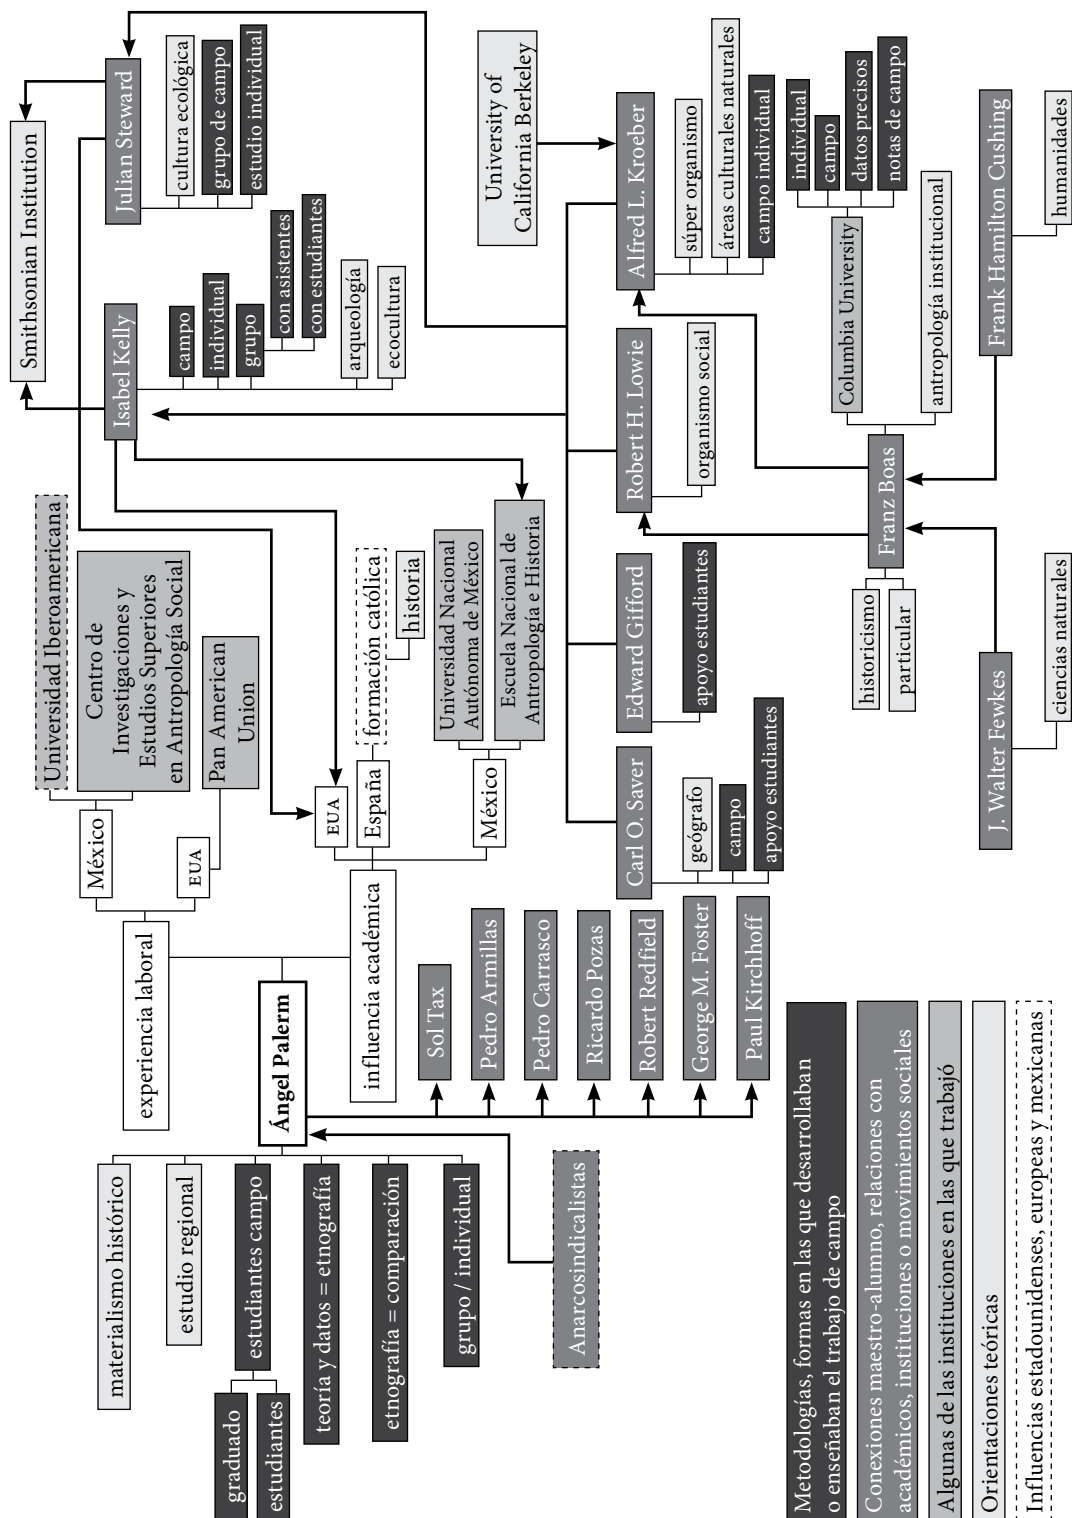 Smithsonian Institution
Julian Steward
cultura ecológica
grupo de campo
estudio individual
Isabel Kelly
campo
individual
grupo
con asistentes
con estudiantes
arqueología
ecocultura
University of
California Berkeley
Alfred L. Kroeber
súper organismo
áreas culturales naturales
campo individual
Robert H. Lowie
organismo social
Edward Gifford
apoyo estudiantes
Carl O. Saver
geógrafo
campo
apoyo estudiantes
Franz Boas
historicismo
particular
Columbia University
individual
campo
datos precisos
notas de campo
antropología institucional
Frank Hamilton Cushing
humanidades
J. Walter Fewkes
ciencias naturales
Universidad Iberoamericana
Centro de
Investigaciones y
Estudios Superiores
en Antropología Social
Pan American
Union
México
EUA
experiencia laboral
Ángel Palerm
influencia académica
EUA
España
formación católica
historia
México
Universidad Nacional
Autónoma de México
Escuela Nacional de
Antropología e Historia
materialismo histórico
estudio regional
estudiantes campo
graduado
estudiantes
teoría y datos = etnografía
etnografía = comparación
grupo / individual
Anarcosindicalistas
Sol Tax
Pedro Armillas
Pedro Carrasco
Ricardo Pozas
Robert Redfield
George M. Foster
Paul Kirchhoff
Metodologías, formas en las que desarrollaban
o enseñaban el trabajo de campo
Conexiones maestro-alumno, relaciones con
académicos, instituciones o movimientos sociales
Algunas de las instituciones en las que trabajó
Orientaciones teóricas
Influencias estadounidenses, europeas y mexicanas